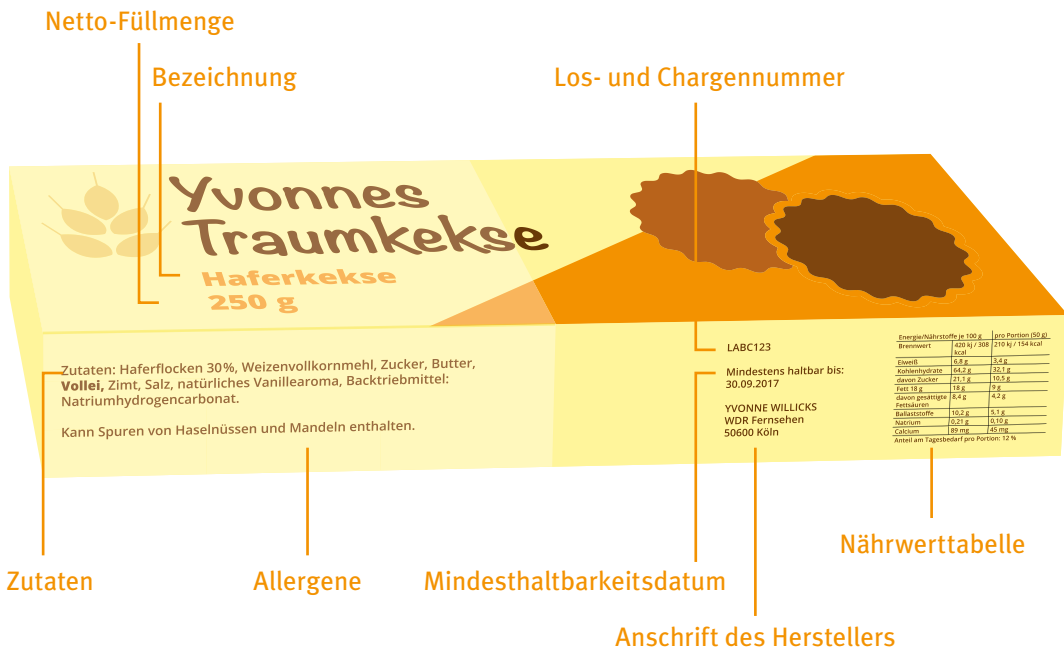 Netto-Füllmenge
Bezeichnung
Los- und Chargennummer
Yvonnes
Traumkekse
Haferkekse
250 g
Zutaten: Haferflocken 30%, Weizenvollkornmehl, Zucker, Butter,
Vollei, Zimt, Salz, natürliches Vanillearoma, Backtriebmittel:
Natriumhydrogencarbonat.
Kann Spuren von Haselnüssen und Mandeln enthalten.
LABC123
Mindestens haltbar bis:
30.09.2017
YVONNE WILLICKS
WDR Fernsehen
50600 Köln
Energie/Nährstoffe je 100 g pro Portion (50 g)
Brennwert 420 kj / 308 210 kj / 154 kcal
kcal
Eiweiß 6,8 g 3,4 g
Kohlenhydrate 64,2 g 32,1 g
davon Zucker 21,1 g 10,5 g
Fett 18 g 18 g 9 g
davon gesättigte 8,4 g 4,2 g
Fettsäuren
Ballaststoffe 10,2 g 5,1 g
Natrium 0,21 g 0,10 g
Calcium 89 mg 45 mg
Anteil am Tagesbedarf pro Portion: 12 %
Zutaten
Allergene
Mindesthaltbarkeitsdatum
Nährwerttabelle
Anschrift des Herstellers